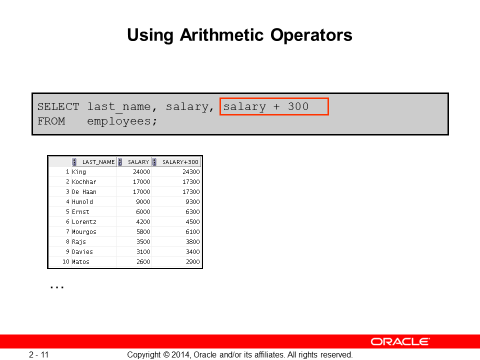 Using Arithmetic Operators
SELECT last_name, salary, salary + 300
FROM employees;
LAST_NAME SALARY SALARY+300
1 King 24000 24300
2 Kochhar 17000 17300
3 De Haan 17000 17300
4 Hunold 9000 9300
5 Ernst 6000 6300
6 Lorentz 4200 4500
7 Mourgos 5800 6100
8 Rajs 3500 3800
9 Davies 3100 3400
10 Matos 2600 2900
...
ORACLE
2 - 11 Copyright © 2014, Oracle and/or its affiliates. All rights reserved.